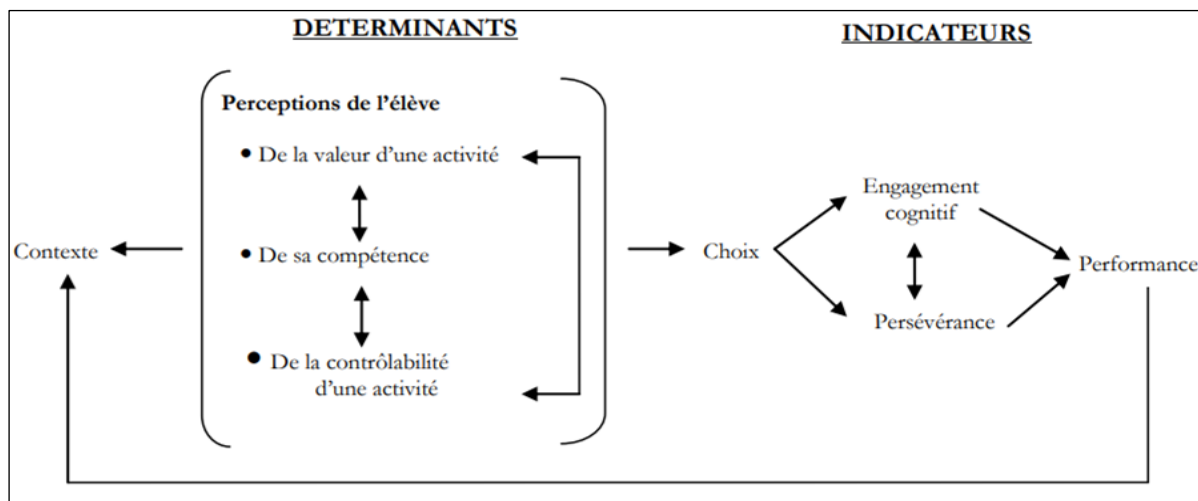 DETERMINANTS
INDICATEURS
Perceptions de l’élève
• De la valeur d’une activité
• De sa compétence
• De la contrôlabilité
d’une activité
Contexte
Choix
Engagement
cognitif
Persévérance
Performance